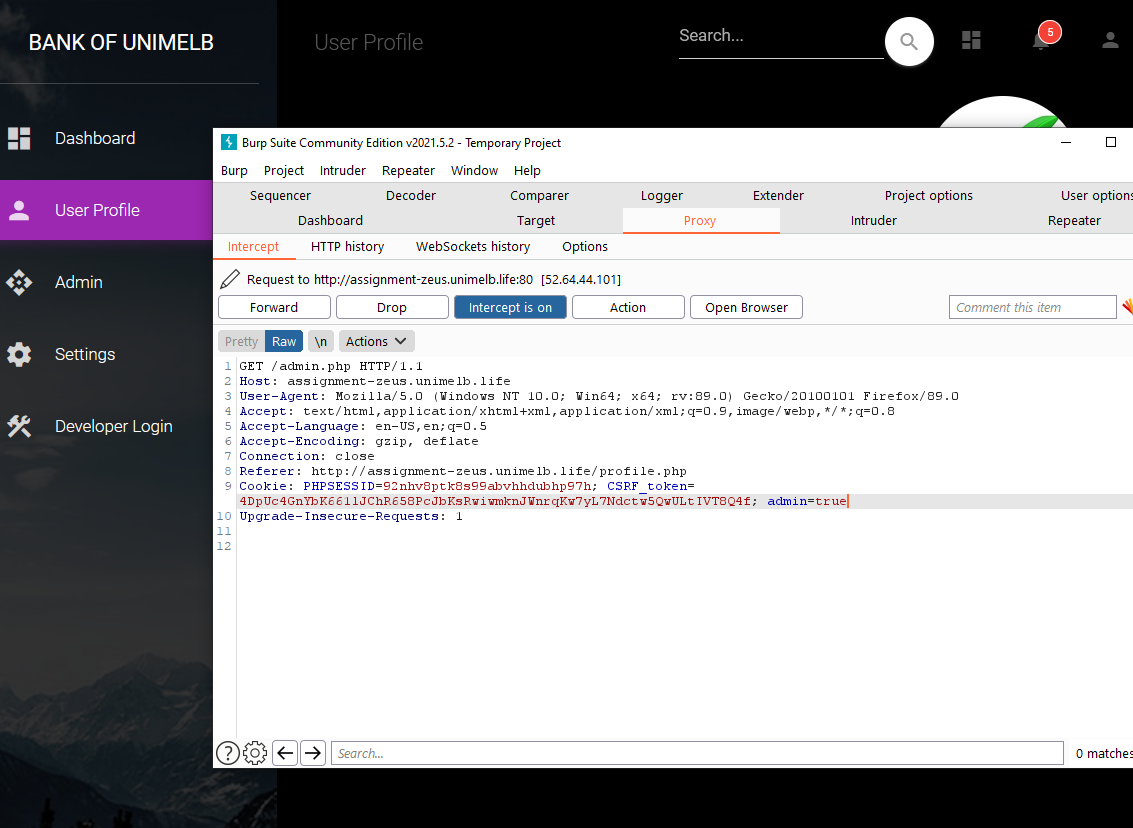 BANK OF UNIMELB
User Profile
Search...
5
Dashboard
User Profile
Admin
Settings
Developer Login
Burp Suite Community Edition v2021.5.2 - Temporary Project
Burp Project Intruder Repeater Window Help
Sequencer Decoder Comparer Logger Extender Project options User options
Dashboard Target Proxy Intruder Repeater
Intercept HTTP history WebSockets history Options
Request to http://assignment-zeus.unimelb.life:80 [52.64.44.101]
Forward Drop Intercept is on Action Open Browser Comment this item
Pretty Raw \n Actions
1 GET /admin.php HTTP/1.1
2 Host: assignment-zeus.unimelb.life
3 User-Agent: Mozilla/5.0 (Windows NT 10.0; Win64; x64; rv:89.0) Gecko/20100101 Firefox/89.0
4 Accept: text/html,application/xhtml+xml,application/xml;q=0.9,image/webp,*/*;q=0.8
5 Accept-Language: en-US,en;q=0.5
6 Accept-Encoding: gzip, deflate
7 Connection: close
8 Referer: http://assignment-zeus.unimelb.life/profile.php
9 Cookie: PHPSESSID=92nhv8ptk8s99abvhhdubhp97h; CSRF_token=
4DpUc4GnYbK661lJChR658PcJbKsRwiwmknJWnrqKw7yL7Ndctw5QwULtIVT8Q4f; admin=true
10 Upgrade-Insecure-Requests: 1
11
12
? Search... 0 matches